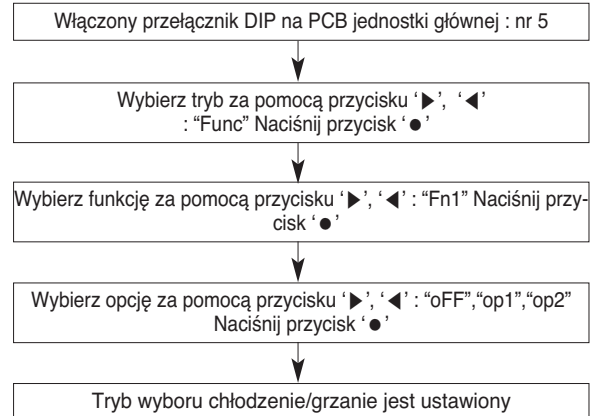 Włączony przełącznik DIP na PCB jednostki głównej : nr 5
Wybierz tryb za pomocą przycisku ‘▶’, ‘◀’
: “Func” Naciśnij przycisk ‘●’
Wybierz funkcję za pomocą przycisku ‘▶’, ‘◀’ : “Fn1” Naciśnij przy-
cisk ‘●’
Wybierz opcję za pomocą przycisku ‘▶’, ‘◀’ : “oFF”,“op1”,“op2”
Naciśnij przycisk ‘●’
Tryb wyboru chłodzenie/grzanie jest ustawiony